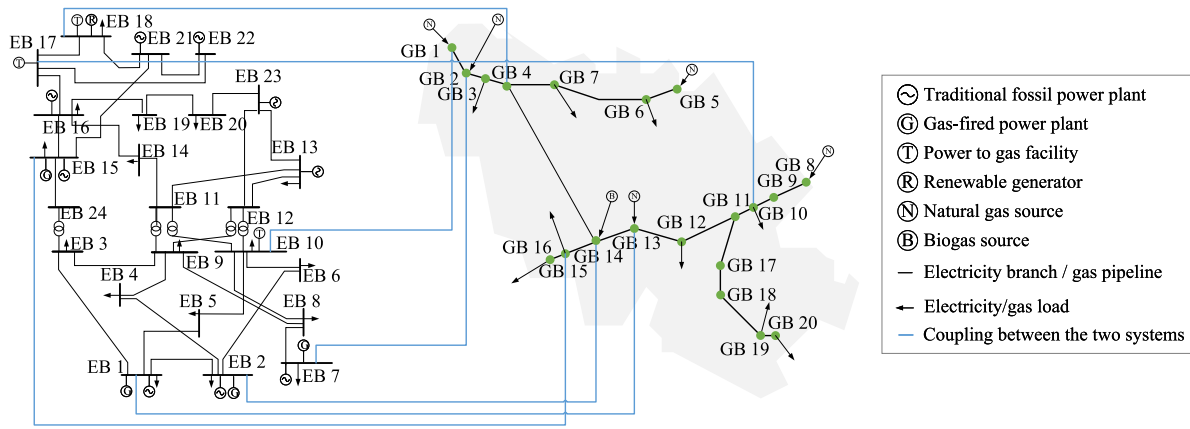 EB 18
EB 17
EB 21
EB 22
EB 23
EB 16
EB 19
EB 20
EB 15
EB 14
EB 13
EB 24
EB 11
EB 12
EB 3
EB 9
EB 10
EB 4
EB 6
EB 5
EB 8
EB 1
EB 2
EB 7
T
R
T
G
T
G
G
G
N
N
GB 1
GB 2
GB 3
GB 4
GB 7
N
GB 5
GB 6
N
GB 8
GB 9
GB 10
GB 11
GB 12
B
N
GB 13
GB 14
GB 16
GB 15
GB 17
GB 18
GB 20
GB 19
Traditional fossil power plant
G Gas-fired power plant
T Power to gas facility
R Renewable generator
N Natural gas source
B Biogas source
Electricity branch / gas pipeline
Electricity/gas load
Coupling between the two systems